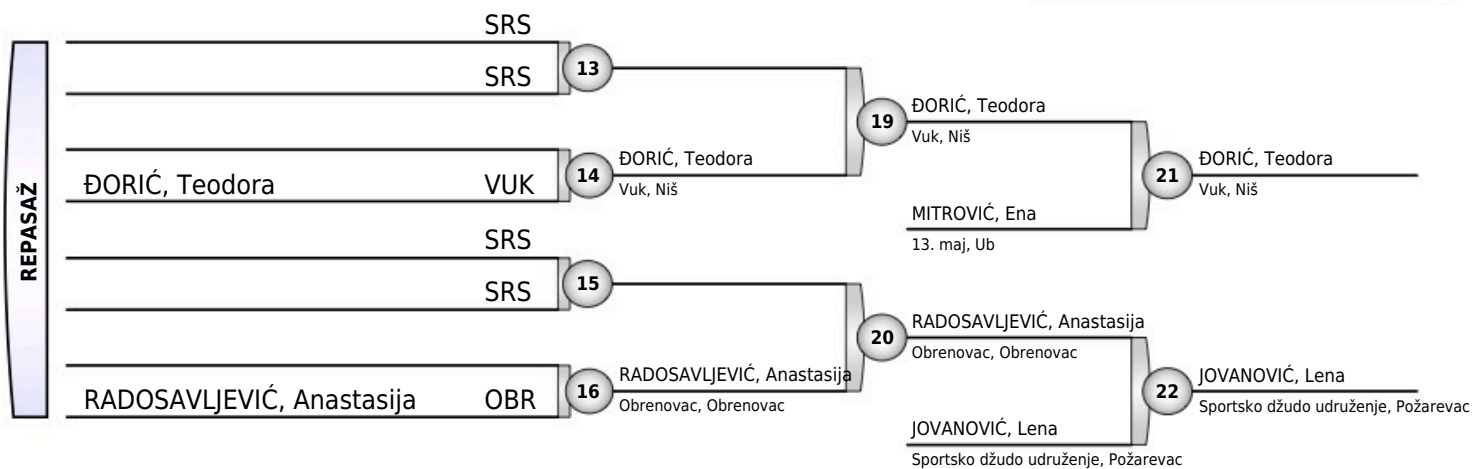 REPASAŽ
SRS
SRS
13
ĐORIĆ, Teodora VUK
14
ĐORIĆ, Teodora
Vuk, Niš
SRS
SRS
15
RADOSAVLJEVIĆ, Anastasija OBR
16
RADOSAVLJEVIĆ, Anastasija
Obrenovac, Obrenovac
19
ĐORIĆ, Teodora
Vuk, Niš
MITROVIĆ, Ena
13. maj, Ub
20
RADOSAVLJEVIĆ, Anastasija
Obrenovac, Obrenovac
JOVANOVIĆ, Lena
Sportsko džudo udruženje, Požarevac
21
ĐORIĆ, Teodora
Vuk, Niš
22
JOVANOVIĆ, Lena
Sportsko džudo udruženje, Požarevac